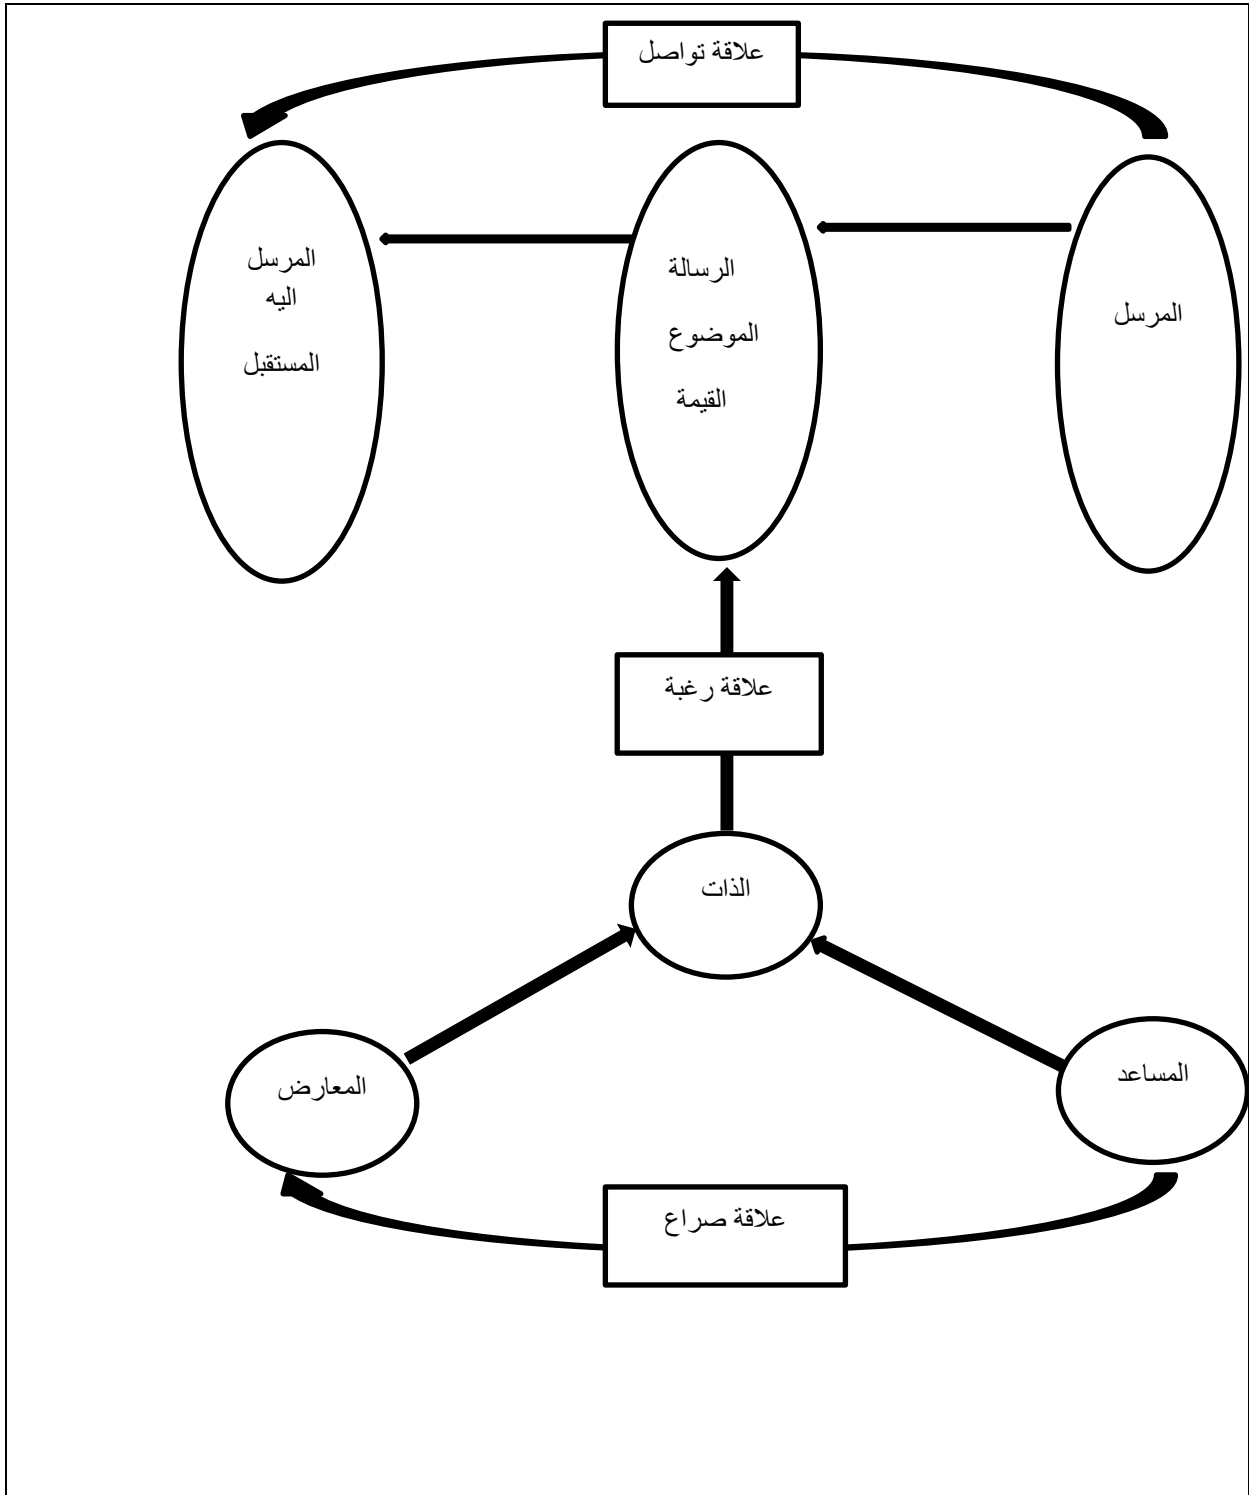 علاقة تواصل
المرسل
الرسالة
الموضوع
القيمة
المرسل
اليه
المستقبل
علاقة رغبة
الذات
المساعد
المعارض
علاقة صراع